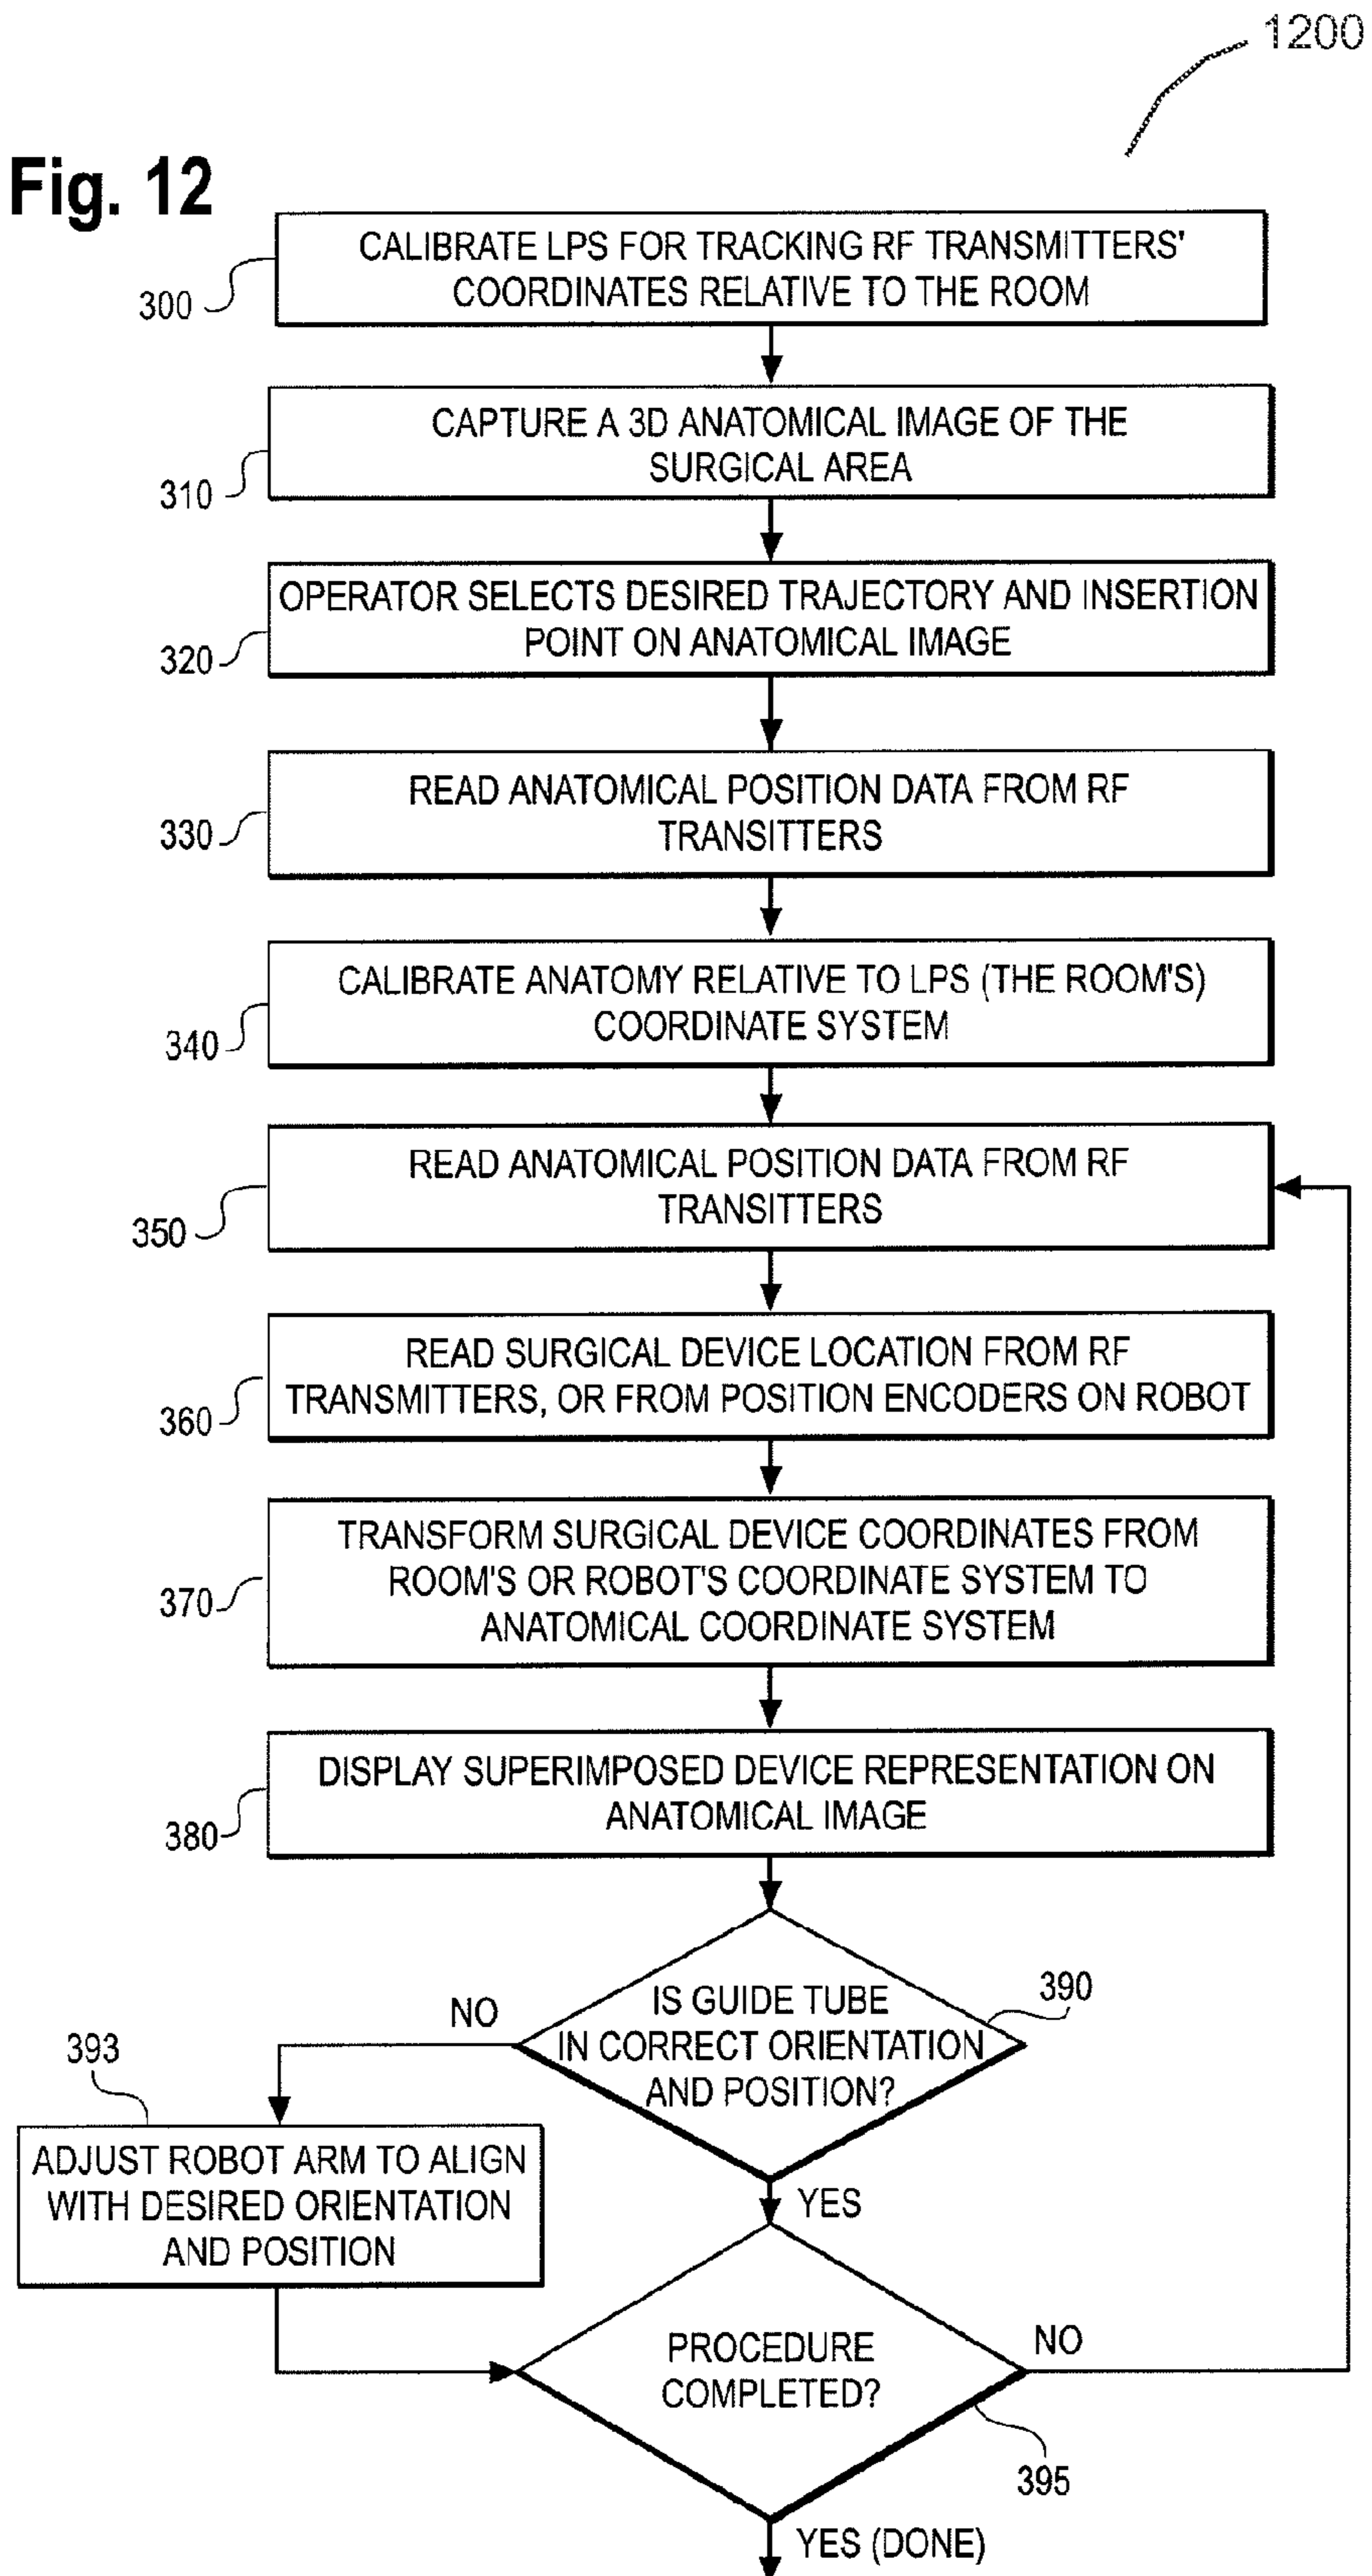 1200
Fig. 12
CALIBRATE LPS FOR TRACKING RF TRANSMITTERS'
COORDINATES RELATIVE TO THE ROOM
300
CAPTURE A 3D ANATOMICAL IMAGE OF THE
SURGICAL AREA
310
OPERATOR SELECTS DESIRED TRAJECTORY AND INSERTION
POINT ON ANATOMICAL IMAGE
320
READ ANATOMICAL POSITION DATA FROM RF
TRANSITTERS
330
CALIBRATE ANATOMY RELATIVE TO LPS (THE ROOM'S)
COORDINATE SYSTEM
340
READ ANATOMICAL POSITION DATA FROM RF
TRANSITTERS
350
READ SURGICAL DEVICE LOCATION FROM RF
TRANSMITTERS, OR FROM POSITION ENCODERS ON ROBOT
360
TRANSFORM SURGICAL DEVICE COORDINATES FROM
ROOM'S OR ROBOT'S COORDINATE SYSTEM TO
ANATOMICAL COORDINATE SYSTEM
370
DISPLAY SUPERIMPOSED DEVICE REPRESENTATION ON
ANATOMICAL IMAGE
380
IS GUIDE TUBE
IN CORRECT ORIENTATION
AND POSITION?
390
NO
393
ADJUST ROBOT ARM TO ALIGN
WITH DESIRED ORIENTATION
AND POSITION
YES
PROCEDURE
COMPLETED?
NO
395
YES (DONE)